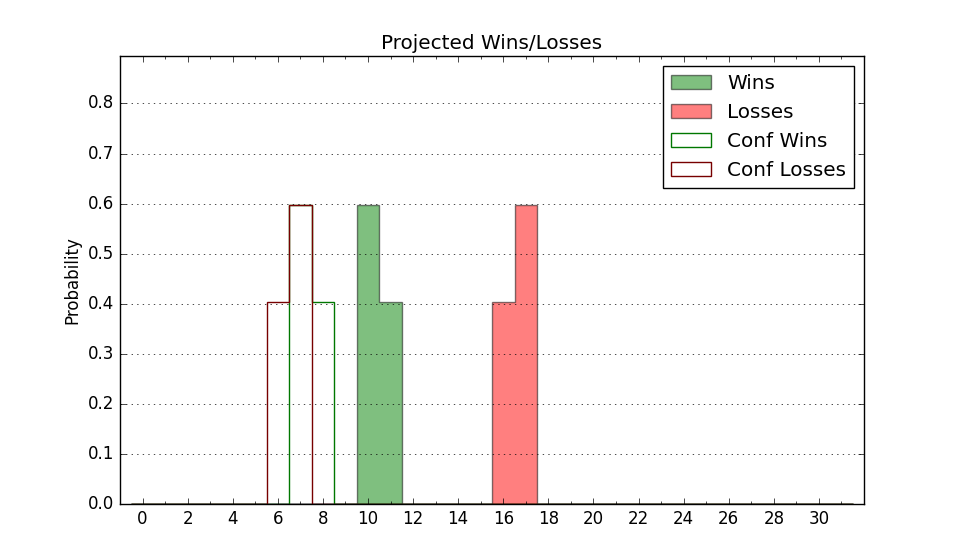 Projected Wins/Losses
Wins
Losses
Conf Wins
Conf Losses
Probability
0.8
0.7
0.6
0.5
0.4
0.3
0.2
0.1
0.0
0 2 4 6 8 10 12 14 16 18 20 22 24 26 28 30